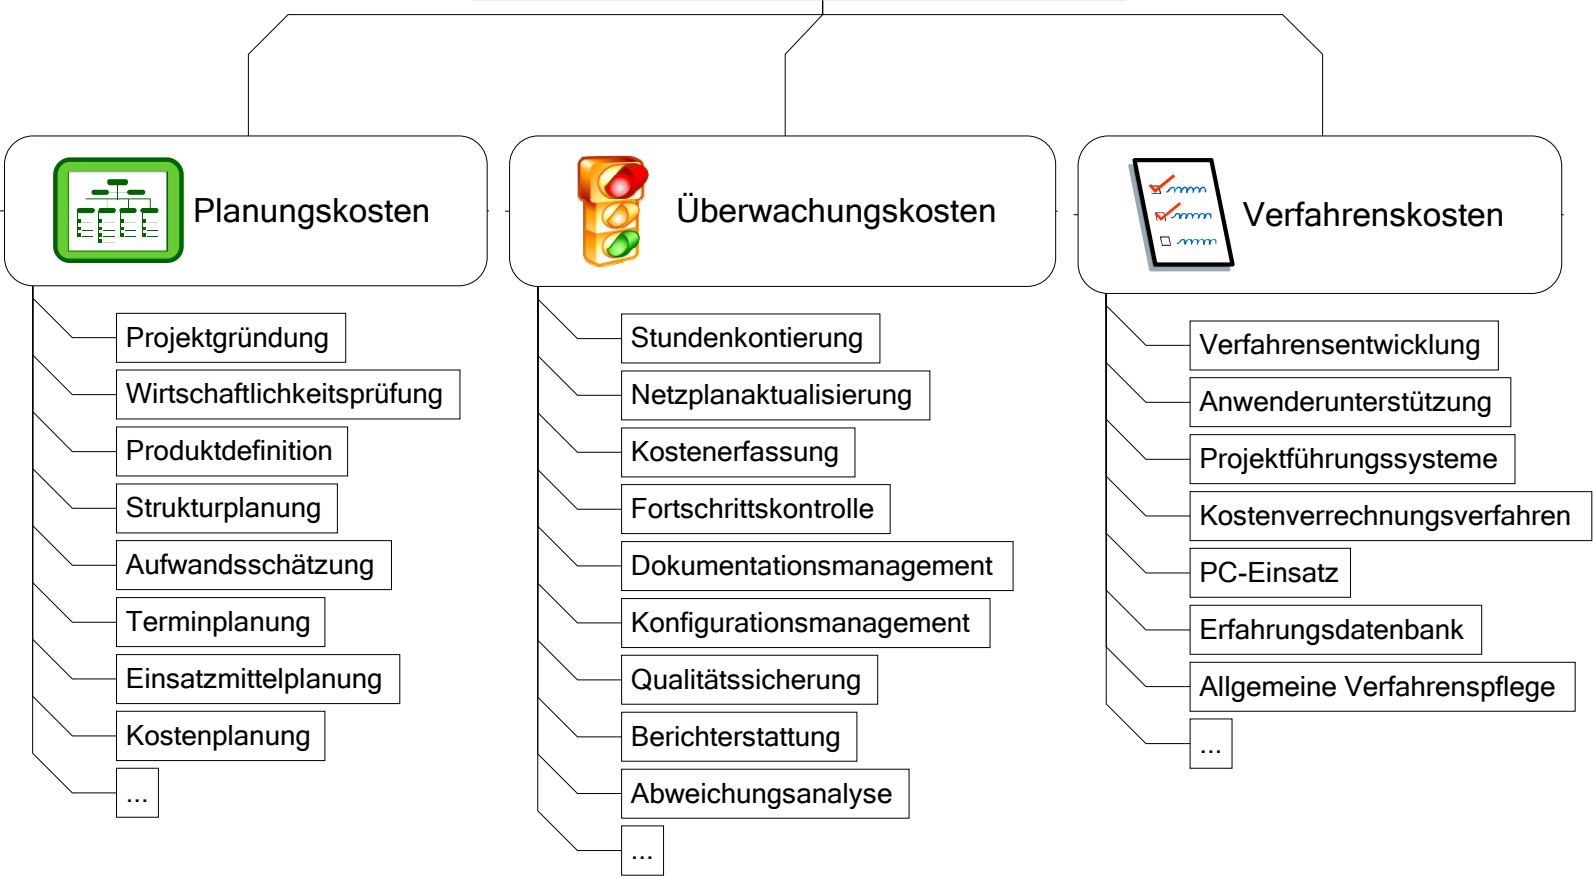 Planungskosten
Projektgründung
Wirtschaftlichkeitsprüfung
Produktdefinition
Strukturplanung
Aufwandsschätzung
Terminplanung
Einsatzmittelplanung
Kostenplanung
...
Überwachungskosten
Stundenkontierung
Netzplanaktualisierung
Kostenerfassung
Fortschrittskontrolle
Dokumentationsmanagement
Konfigurationsmanagement
Qualitätssicherung
Berichterstattung
Abweichungsanalyse
...
Verfahrenskosten
Verfahrensentwicklung
Anwenderunterstützung
Projektführungssysteme
Kostenverrechnungsverfahren
PC-Einsatz
Erfahrungsdatenbank
Allgemeine Verfahrenspflege
...